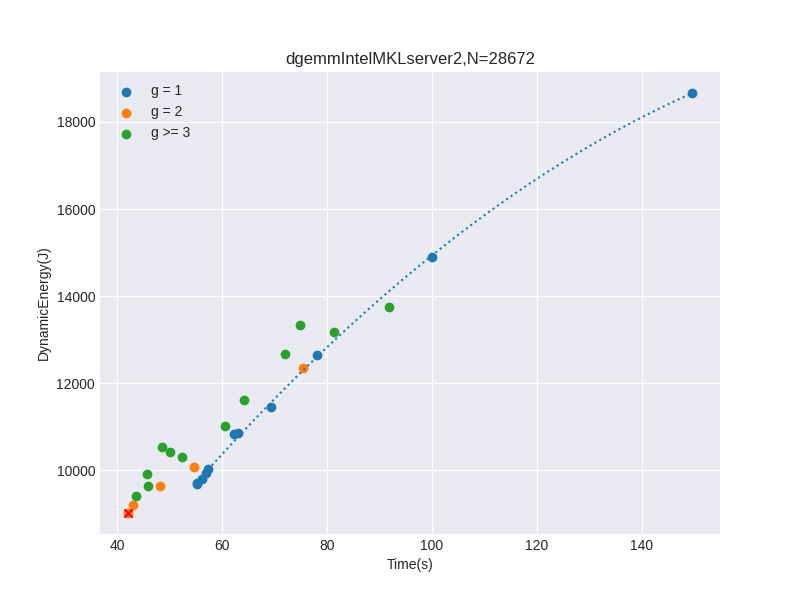 dgemmIntelMKLserver2,N=28672
g = 1
g = 2
g >= 3
DynamicEnergy(J)
18000
16000
14000
12000
10000
40 60 80 100 120 140
Time(s)